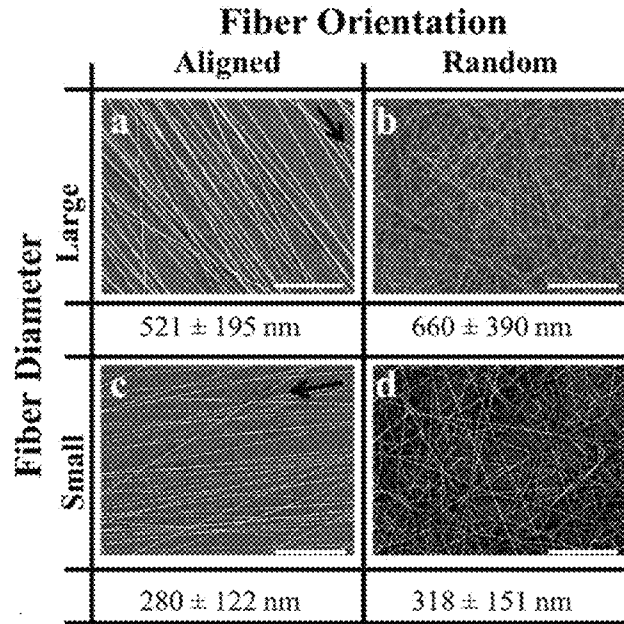 Fiber Orientation
Aligned Random
Fiber Diameter
Large
a b
521 ± 195 nm 660 ± 390 nm
Small
c d
280 ± 122 nm 318 ± 151 nm